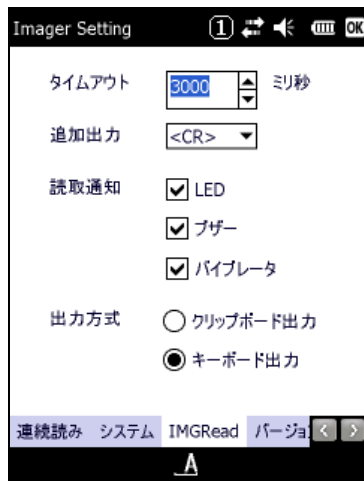 Imager Setting 1 OK
タイムアウト 3000 ミリ秒
追加出力 <CR>
読取通知 LED
ブザー
バイブレータ
出力方式 クリップボード出力
キーボード出力
連続読み システム IMGRead バージョ
A